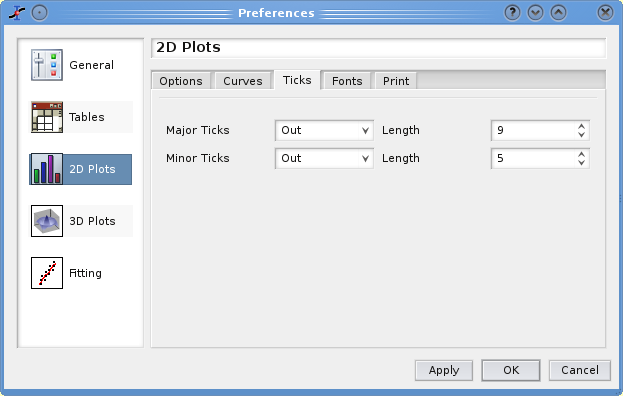 Preferences
General
Tables
2D Plots
3D Plots
Fitting
2D Plots
Options Curves Ticks Fonts Print
Major Ticks Out Length 9
Minor Ticks Out Length 5
Apply OK Cancel